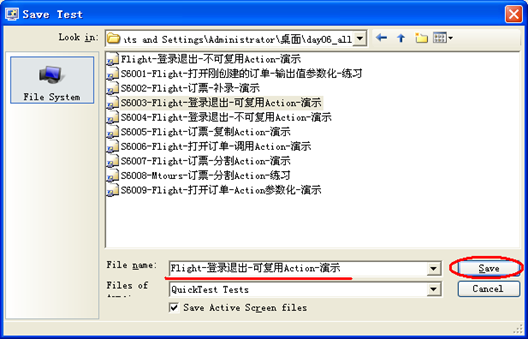 Save Test
Look in:
ıts and Settings\Administrator\桌面\day06_all
File System
Flight-登录退出-不可复用Action-演示
S6001-Flight-打开刚创建的订单-输出值参数化-练习
S6002-Flight-订票-补录-演示
S6003-Flight-登录退出-可复用Action-演示
S6004-Flight-登录退出-不可复用Action-演示
S6005-Flight-订票-复制Action-演示
S6006-Flight-打开订单-调用Action-演示
S6007-Flight-订票-分割Action-演示
S6008-Mtours-订票-分割Action-练习
S6009-Flight-打开订单-Action参数化-演示
File name:
Flight-登录退出-可复用Action-演示
Save
Files of
QuickTest Tests
Cancel
Save Active Screen files